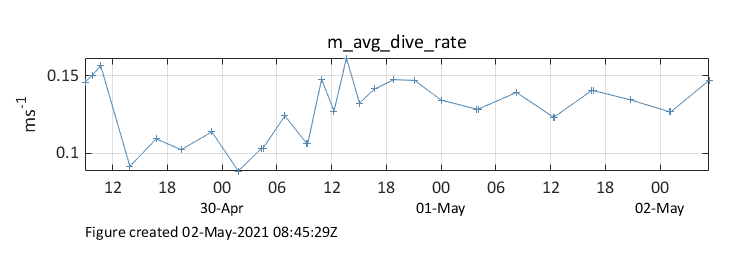 m_avg_dive_rate
0.15
0.1
ms-1
12 18 00 06 12 18 00 06 12 18 00
30-Apr 01-May 02-May
Figure created 02-May-2021 08:45:29Z